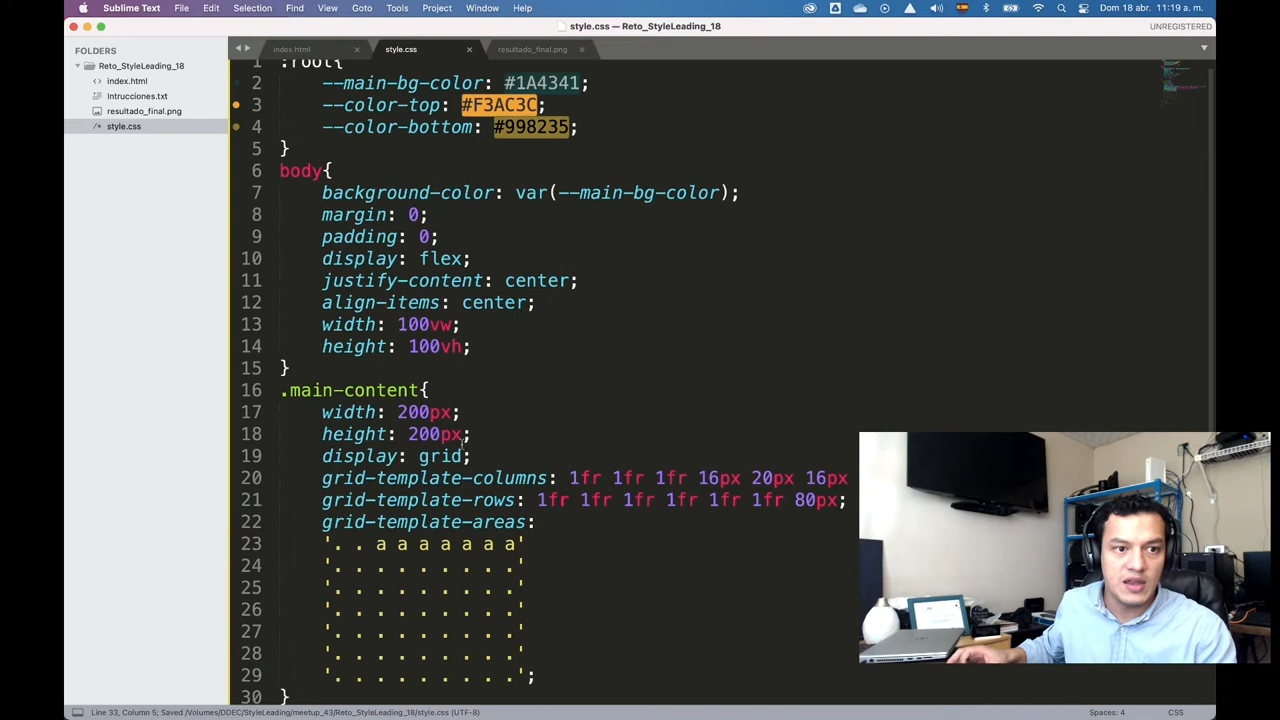 Sublime Text File Edit Selection Find View Goto Tools Project Window Help Dom 18 abr. 11:19 a. m.
style.css — Reto_StyleLeading_18
UNREGISTERED
FOLDERS
Reto_StyleLeading_18
index.html
Intrucciones.txt
resultado_final.png
style.css
index.html
style.css
resultado_final.png
1 :root{
2 --main-bg-color: #1A4341;
3 --color-top: #F3AC3C;
4 --color-bottom: #998235;
5 }
6 body{
7 background-color: var(--main-bg-color);
8 margin: 0;
9 padding: 0;
10 display: flex;
11 justify-content: center;
12 align-items: center;
13 width: 100vw;
14 height: 100vh;
15 }
16 .main-content{
17 width: 200px;
18 height: 200px;
19 display: grid;
20 grid-template-columns: 1fr 1fr 1fr 16px 20px 16px
21 grid-template-rows: 1fr 1fr 1fr 1fr 1fr 1fr 80px;
22 grid-template-areas:
23 '. . a a a a a a a'
24 '. . . . . . . . .'
25 '. . . . . . . . .'
26 '. . . . . . . . .'
27 '. . . . . . . . .'
28 '. . . . . . . . .'
29 '. . . . . . . . .';
30 }
Line 33, Column 5; Saved /Volumes/DDEC/StyleLeading/meetup_43/Reto_StyleLeading_18/style.css (UTF-8)
Spaces: 4
CSS